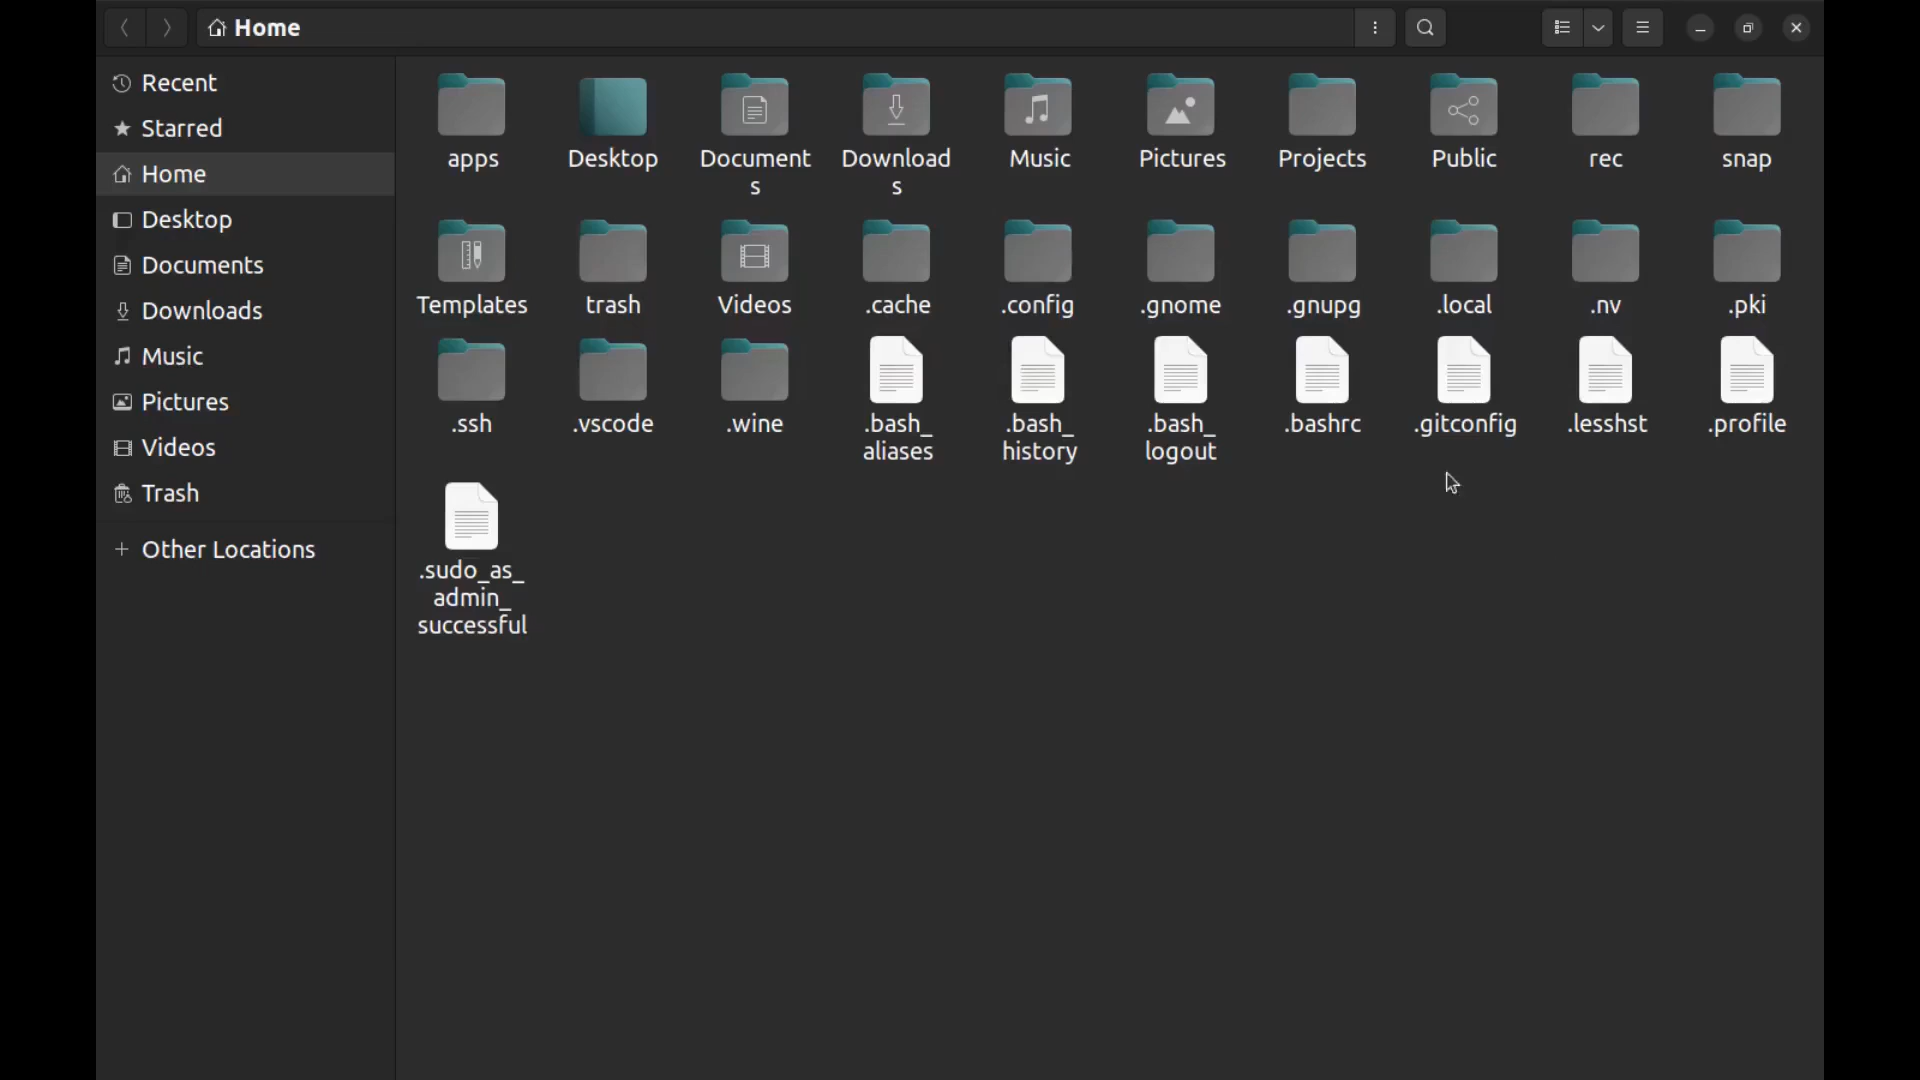 Home
Recent
Starred
Home
Desktop
Documents
Downloads
Music
Pictures
Videos
Trash
Other Locations
apps
Desktop
Document
s
Download
s
Music
Pictures
Projects
Public
rec
snap
Templates
trash
Videos
.cache
.config
.gnome
.gnupg
.local
.nv
.pki
.ssh
.vscode
.wine
.bash_
aliases
.bash_
history
.bash_
logout
.bashrc
.gitconfig
.lesshst
.profile
.sudo_as_
admin_
successful